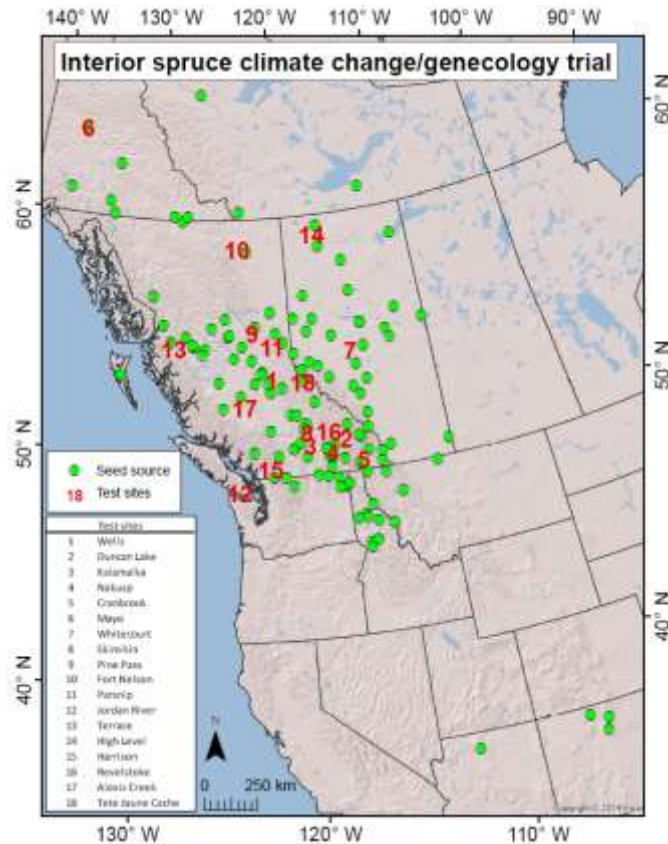 140° W 130° W 120° W 110° W 100° W 90° W
Interior spruce climate change/genecology trial
60° N
60° N
50° N
50° N
40° N
40° N
6
10
14
9
11
13
7
1
18
17
8
16
3
2
4
5
15
12
Seed source
18 Test sites
Test sites
1 Wells
2 Duncan Lake
3 Kalamalka
4 Nakusp
5 Cranbrook
6 Mayo
7 Whitecourt
8 Skimikin
9 Pine Pass
10 Fort Nelson
11 Parsnip
12 Jordan River
13 Terrace
14 High Level
15 Harrison
16 Revelstoke
17 Alexis Creek
18 Tete Jaune Cache
N
0 250 km
130° W 120° W 110° W